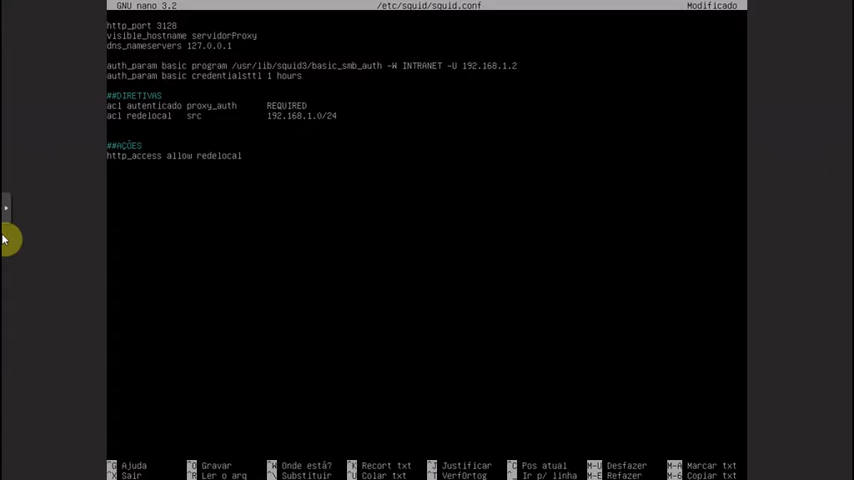 GNU nano 3.2 /etc/squid/squid.conf Modificado
http_port 3128
visible_hostname servidorProxy
dns_nameservers 127.0.0.1
auth_param basic program /usr/lib/squid3/basic_smb_auth -W INTRANET -U 192.168.1.2
auth_param basic credentialsttl 1 hours
##DIRETIVAS
acl autenticado proxy_auth REQUIRED
acl redelocal src 192.168.1.0/24
##AÇÕES
http_access allow redelocal
^G Ajuda ^O Gravar ^W Onde está? ^K Recort txt ^J Justificar ^C Pos atual M-U Desfazer M-A Marcar txt
^X Sair ^R Ler o arq ^\ Substituir ^U Colar txt ^T VerfOrtog ^_ Ir p/ linha M-E Refazer M-6 Copiar txt